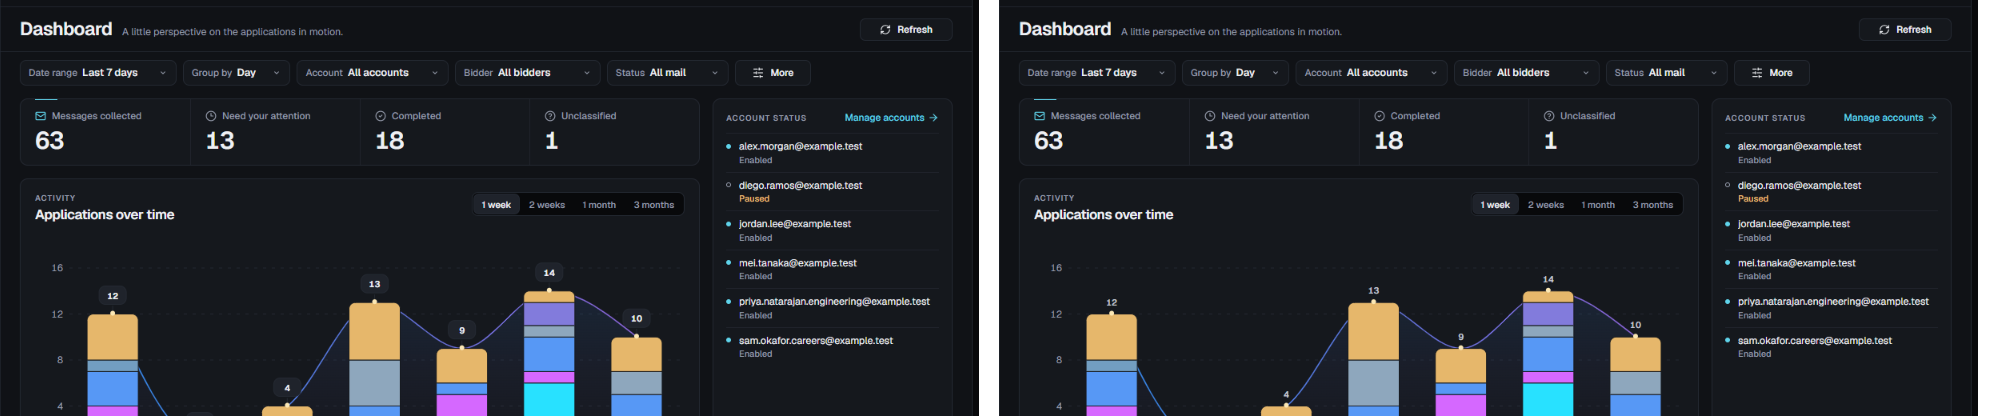 Dashboard A little perspective on the applications in motion. Refresh
Date range Last 7 days Group by Day Account All accounts Bidder All bidders Status All mail More
Messages collected Need your attention Completed Unclassified
63 13 18 1
ACCOUNT STATUS Manage accounts →
alex.morgan@example.test
Enabled
diego.ramos@example.test
Paused
jordan.lee@example.test
Enabled
mei.tanaka@example.test
Enabled
priya.natarajan.engineering@example.test
Enabled
sam.okafor.careers@example.test
Enabled
ACTIVITY
Applications over time
1 week 2 weeks 1 month 3 months
16
12
8
4
12
4
13
9
14
10
Dashboard A little perspective on the applications in motion. Refresh
Date range Last 7 days Group by Day Account All accounts Bidder All bidders Status All mail More
Messages collected Need your attention Completed Unclassified
63 13 18 1
ACCOUNT STATUS Manage accounts →
alex.morgan@example.test
Enabled
diego.ramos@example.test
Paused
jordan.lee@example.test
Enabled
mei.tanaka@example.test
Enabled
priya.natarajan.engineering@example.test
Enabled
sam.okafor.careers@example.test
Enabled
ACTIVITY
Applications over time
1 week 2 weeks 1 month 3 months
16
12
8
4
12
4
13
9
14
10